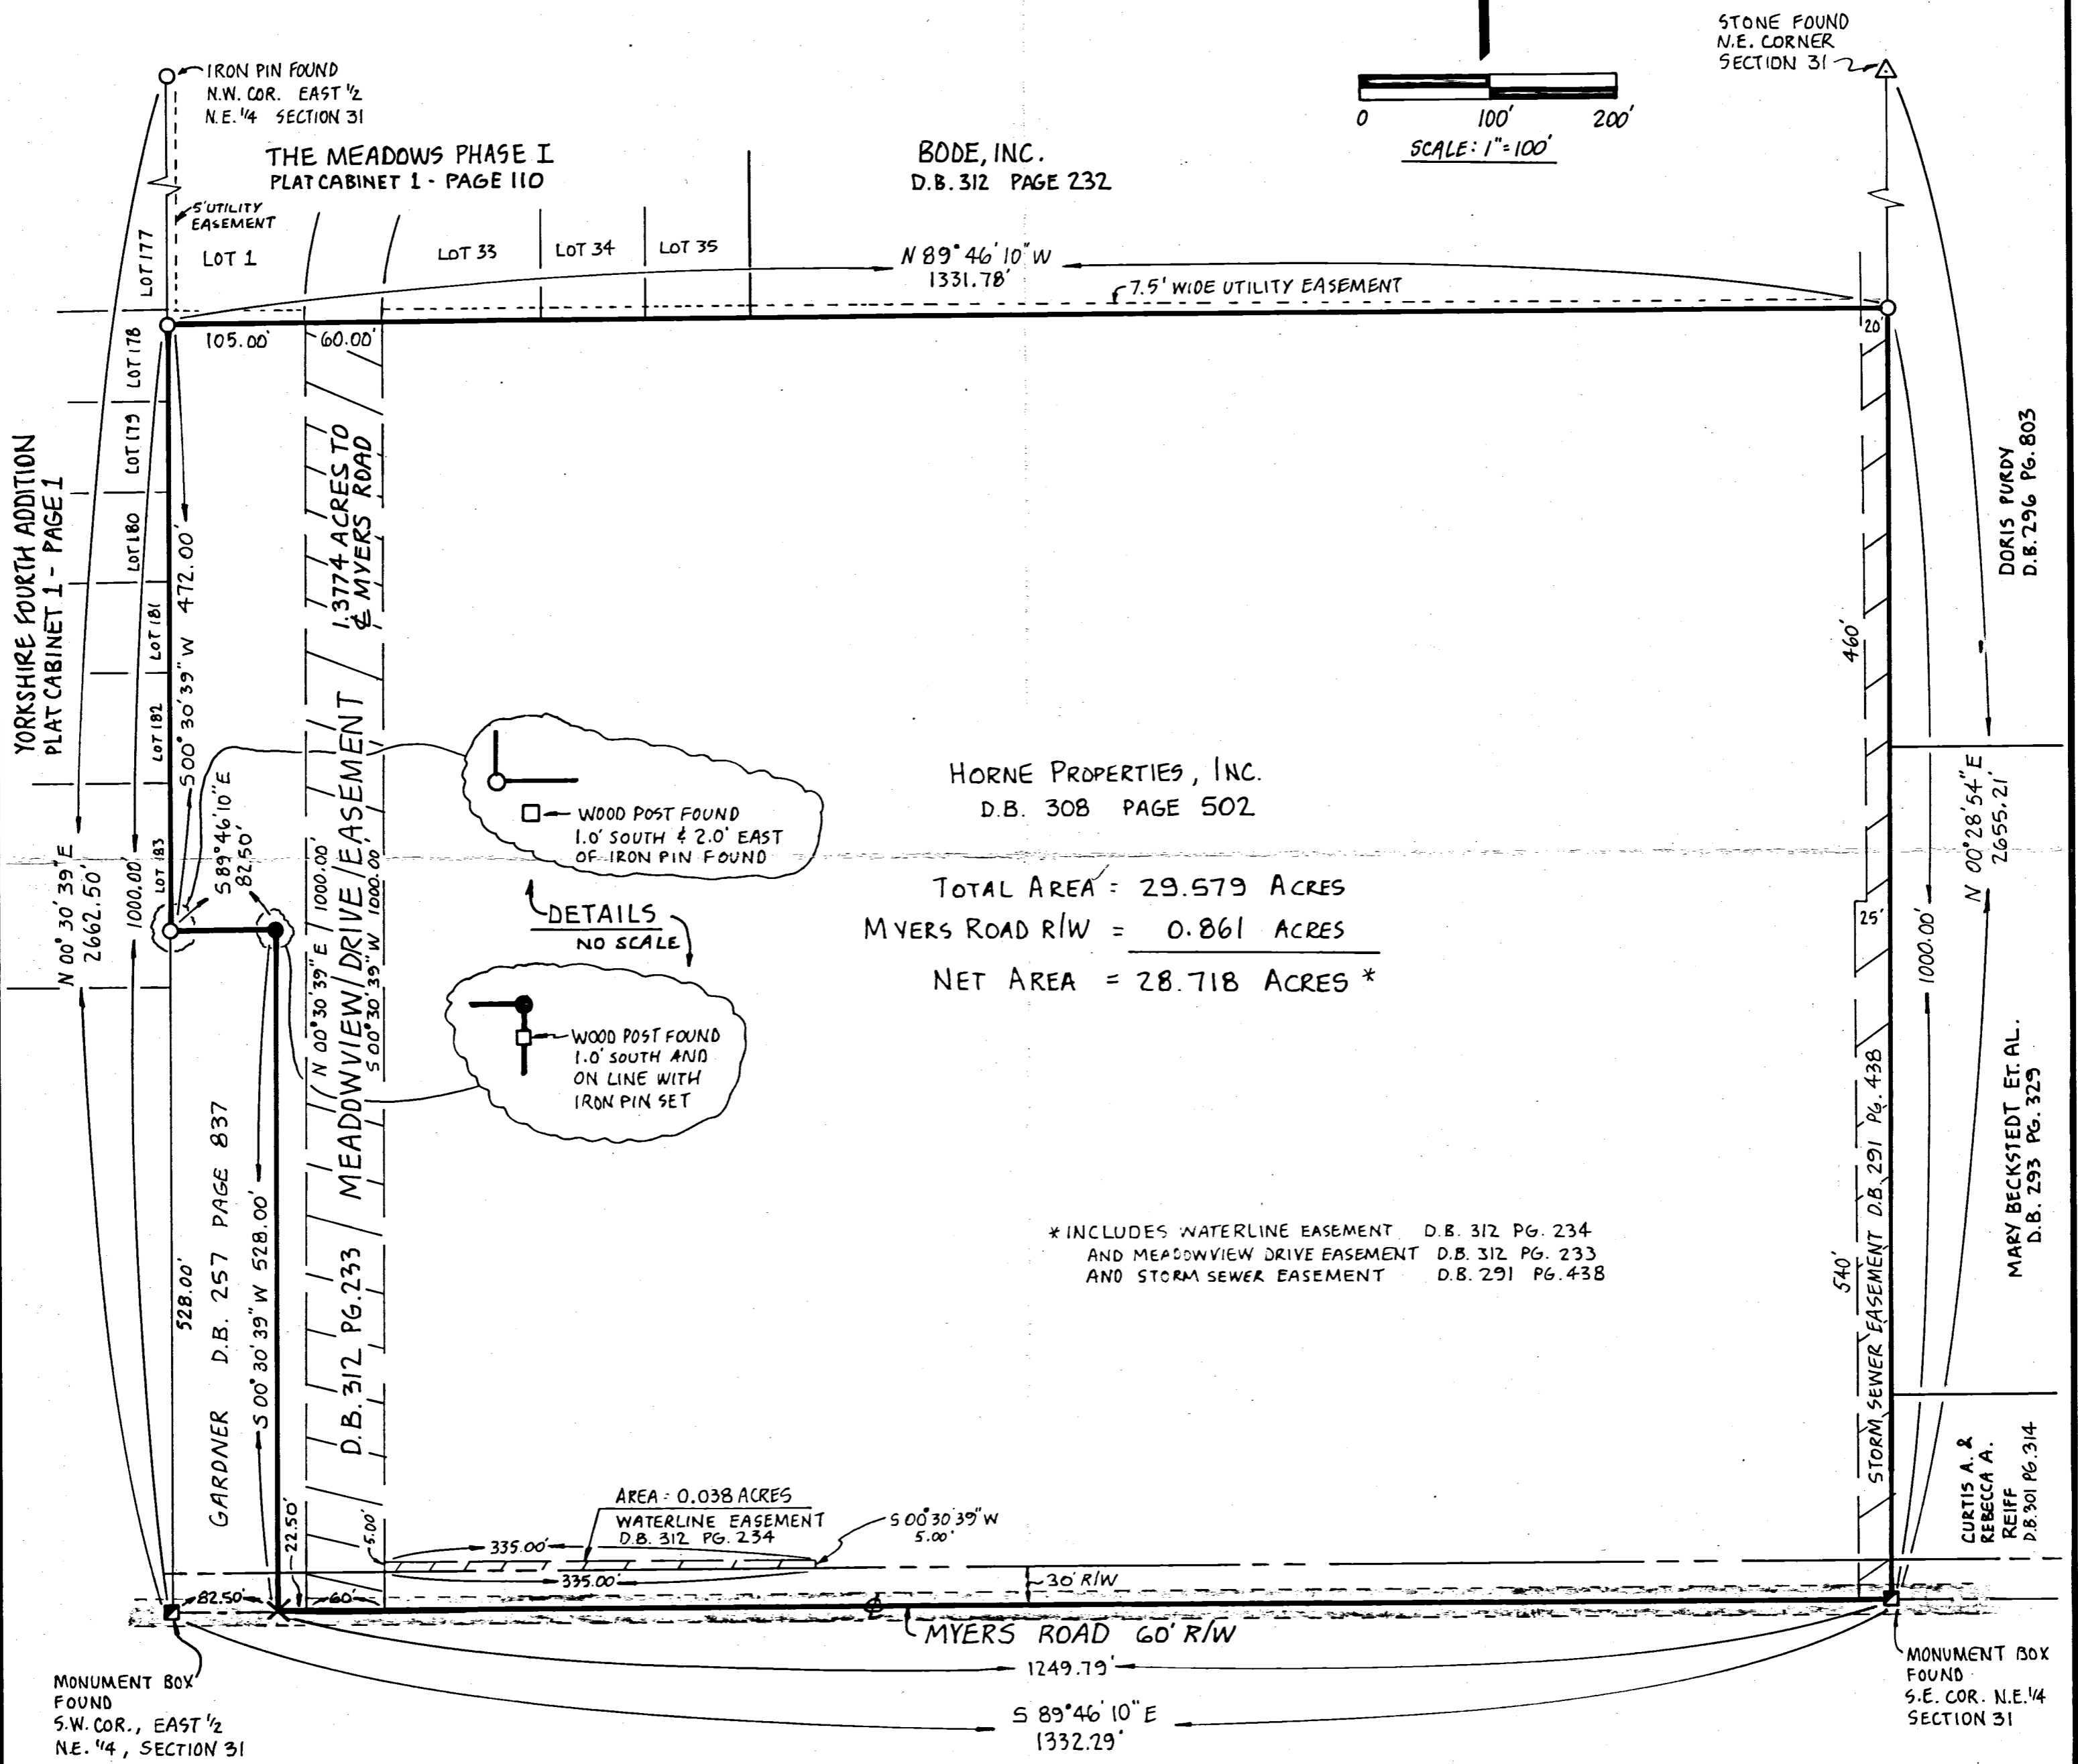 STONE FOUND
N.E. CORNER
SECTION 31
IRON PIN FOUND
N.W. COR. EAST 1/2
N.E. 1/4 SECTION 31
0 100' 200'
SCALE: 1"=100'
THE MEADOWS PHASE I
PLAT CABINET 1 - PAGE 110
BODE, INC.
D.B. 312 PAGE 232
5' UTILITY
EASEMENT
LOT 177
LOT 1
LOT 33
LOT 34
LOT 35
N 89° 46' 10" W
1331.78'
7.5' WIDE UTILITY EASEMENT
105.00'
60.00'
20'
LOT 178
LOT 179
LOT 180
LOT 181
LOT 182
LOT 183
YORKSHIRE FOURTH ADDITION
PLAT CABINET 1 - PAGE 1
N 00° 30' 39" E
2662.50'
1000.00'
S 00° 30' 39" W 472.00'
S 89° 46' 10" E
82.50'
1.3774 ACRES TO
℄ MYERS ROAD
MEADOWVIEW DRIVE EASEMENT
N 00° 30' 39" E 1000.00'
S 00° 30' 39" W 1000.00'
D.B. 312 PG. 233
WOOD POST FOUND
1.0' SOUTH & 2.0' EAST
OF IRON PIN FOUND
DETAILS
NO SCALE
WOOD POST FOUND
1.0' SOUTH AND
ON LINE WITH
IRON PIN SET
HORNE PROPERTIES, INC.
D.B. 308 PAGE 502
TOTAL AREA = 29.579 ACRES
MYERS ROAD R/W = 0.861 ACRES
NET AREA = 28.718 ACRES *
* INCLUDES WATERLINE EASEMENT D.B. 312 PG. 234
AND MEADOWVIEW DRIVE EASEMENT D.B. 312 PG. 233
AND STORM SEWER EASEMENT D.B. 291 PG. 438
460'
25'
540'
STORM SEWER EASEMENT D.B. 291 PG. 438
1000.00'
N 00° 28' 54" E
2655.21'
DORIS PURDY
D.B. 296 PG. 803
MARY BECKSTEDT ET. AL.
D.B. 293 PG. 329
CURTIS A. &
REBECCA A.
REIFF
D.B. 301 PG. 314
528.00'
GARDNER D.B. 257 PAGE 837
S 00° 30' 39" W 528.00'
22.50'
5.00'
AREA = 0.038 ACRES
WATERLINE EASEMENT
D.B. 312 PG. 234
S 00° 30' 39" W
5.00'
335.00'
335.00'
30' R/W
82.50'
60'
MYERS ROAD 60' R/W
1249.79'
S 89° 46' 10" E
1332.29'
MONUMENT BOX
FOUND
S.W. COR., EAST 1/2
N.E. 1/4, SECTION 31
MONUMENT BOX
FOUND
S.E. COR. N.E. 1/4
SECTION 31